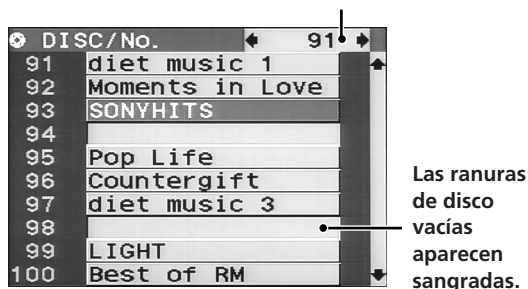 DISC/No. 91
91 diet music 1
92 Moments in Love
93 SONYHITS
94
95 Pop Life
96 Countergift
97 diet music 3
98
99 LIGHT
100 Best of RM
Las ranuras
de disco
vacías
aparecen
sangradas.